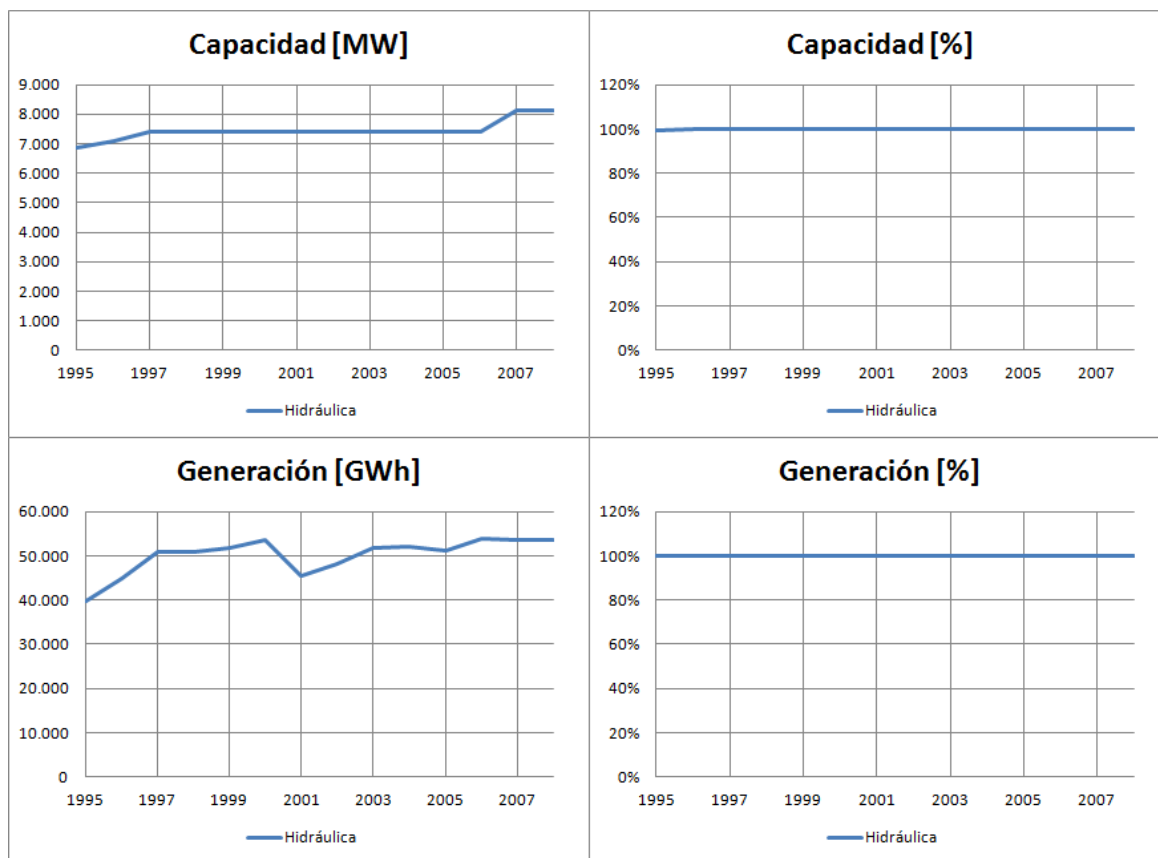 Capacidad [MW]
9.000
8.000
7.000
6.000
5.000
4.000
3.000
2.000
1.000
0
1995 1997 1999 2001 2003 2005 2007
Hidráulica
Capacidad [%]
120%
100%
80%
60%
40%
20%
0%
1995 1997 1999 2001 2003 2005 2007
Hidráulica
Generación [GWh]
60.000
50.000
40.000
30.000
20.000
10.000
0
1995 1997 1999 2001 2003 2005 2007
Hidráulica
Generación [%]
120%
100%
80%
60%
40%
20%
0%
1995 1997 1999 2001 2003 2005 2007
Hidráulica